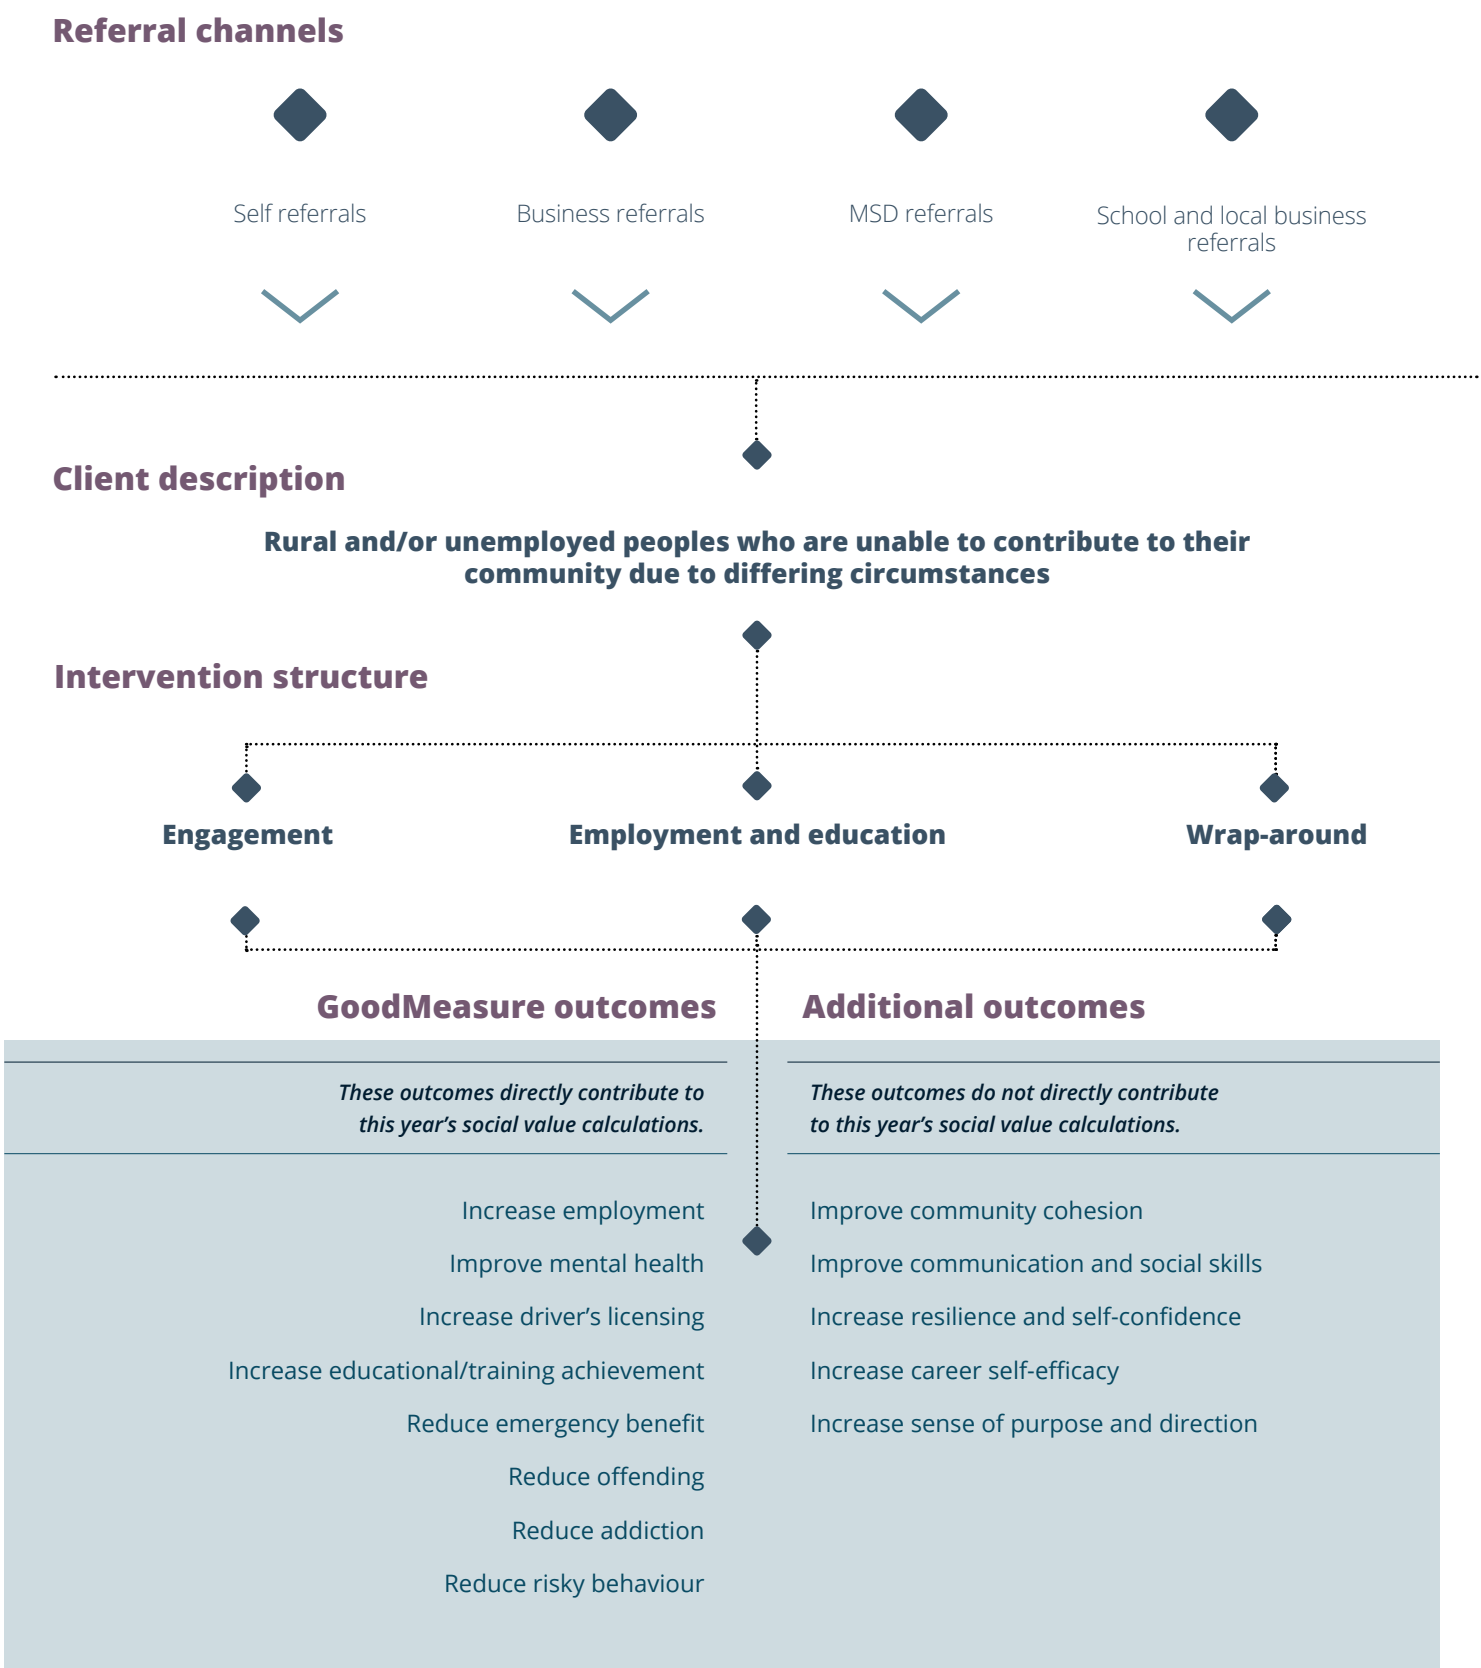 Referral channels
Self referrals
Business referrals
MSD referrals
School and local business
referrals
Client description
Rural and/or unemployed peoples who are unable to contribute to their
community due to differing circumstances
Intervention structure
Engagement
Employment and education
Wrap-around
GoodMeasure outcomes
These outcomes directly contribute to
this year’s social value calculations.
Increase employment
Improve mental health
Increase driver’s licensing
Increase educational/training achievement
Reduce emergency benefit
Reduce offending
Reduce addiction
Reduce risky behaviour
Additional outcomes
These outcomes do not directly contribute
to this year’s social value calculations.
Improve community cohesion
Improve communication and social skills
Increase resilience and self-confidence
Increase career self-efficacy
Increase sense of purpose and direction